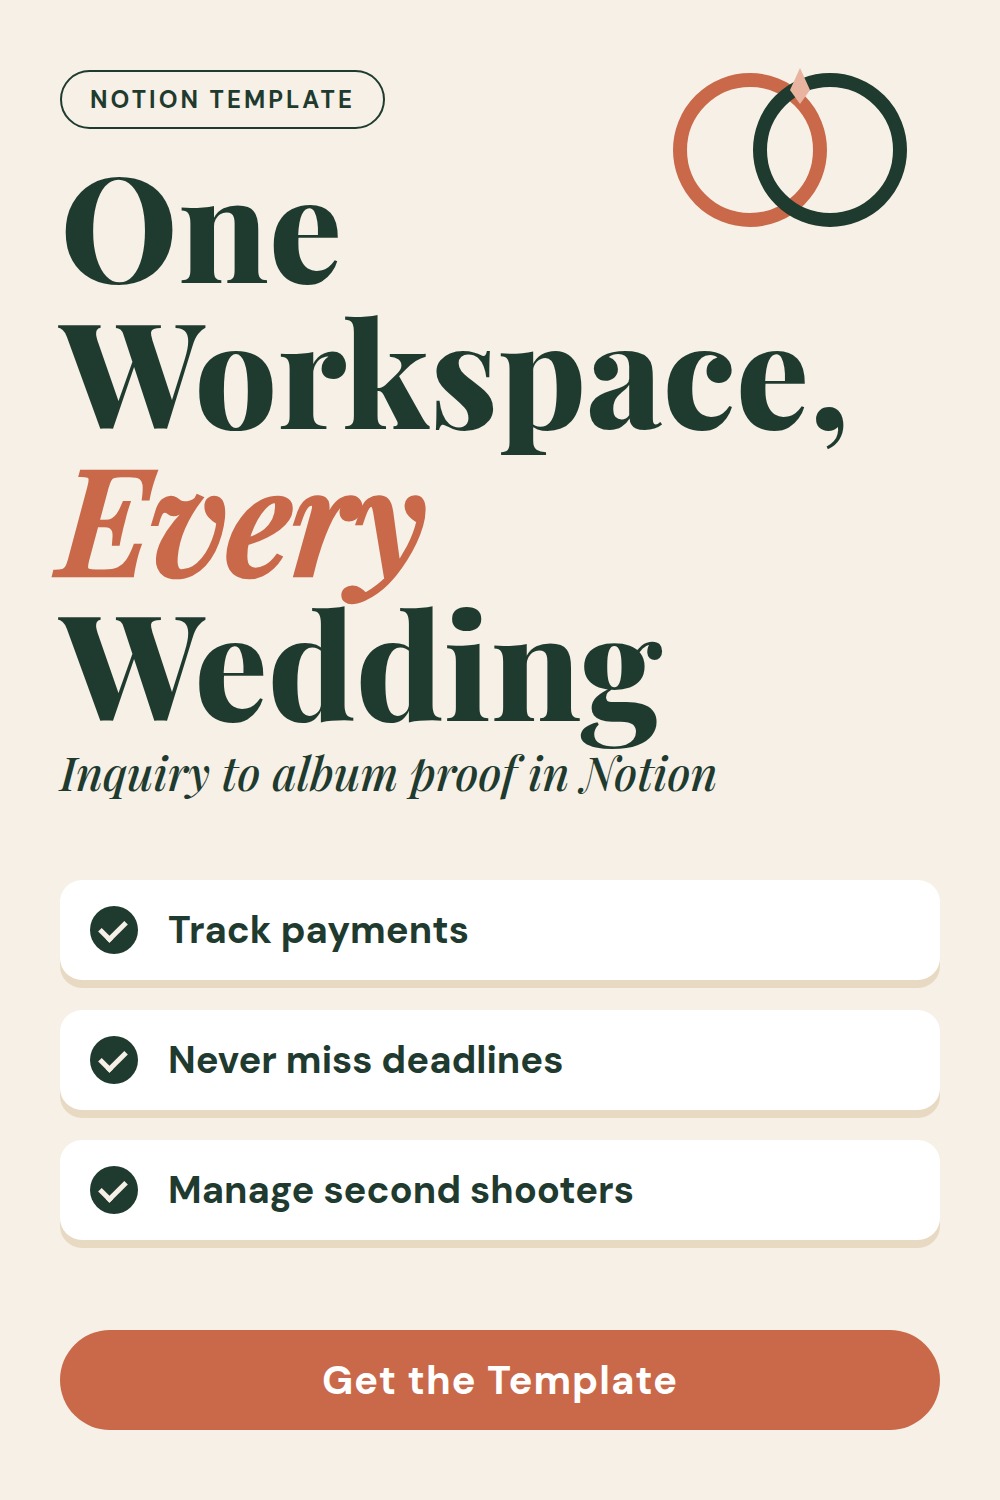 NOTION TEMPLATE
One
Workspace,
Every
Wedding
Inquiry to album proof in Notion
Track payments
Never miss deadlines
Manage second shooters
Get the Template